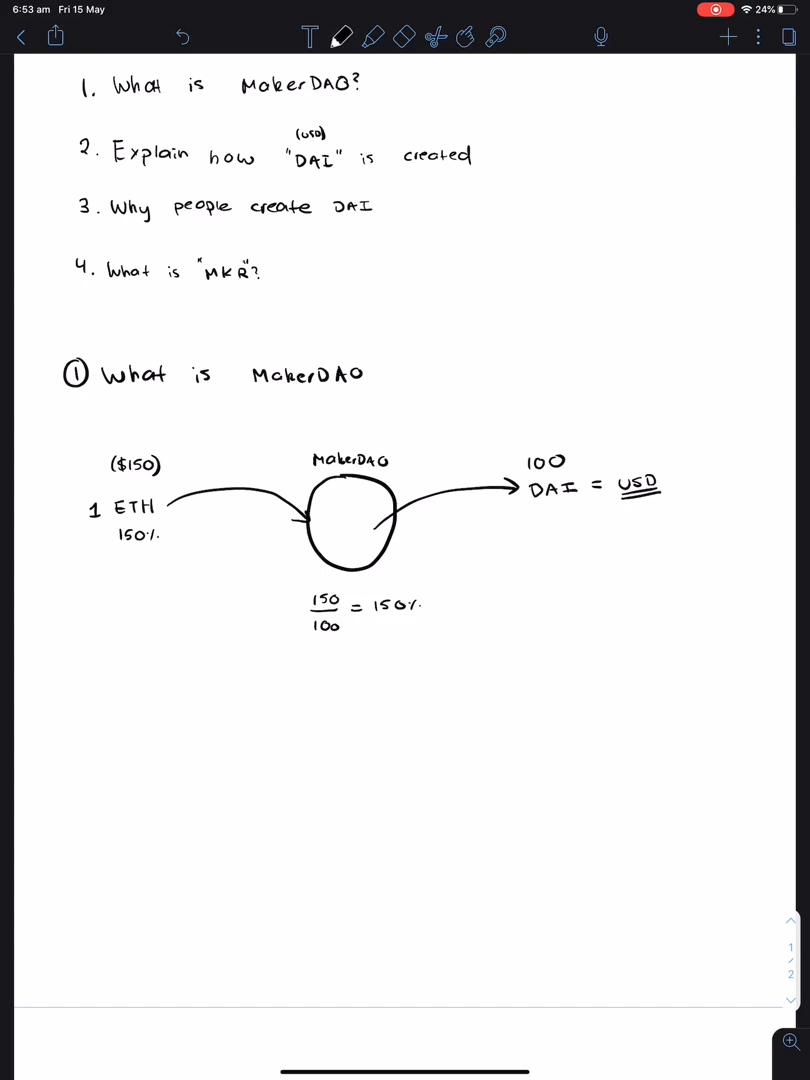 6:53 am Fri 15 May 24%
1. What is MakerDAO?
(USD)
2. Explain how "DAI" is created
3. Why people create DAI
4. What is "MKR"?
① What is MakerDAO
($150) MakerDAO 100
1 ETH DAI = USD
150%
150
100 = 150%
1
/
2